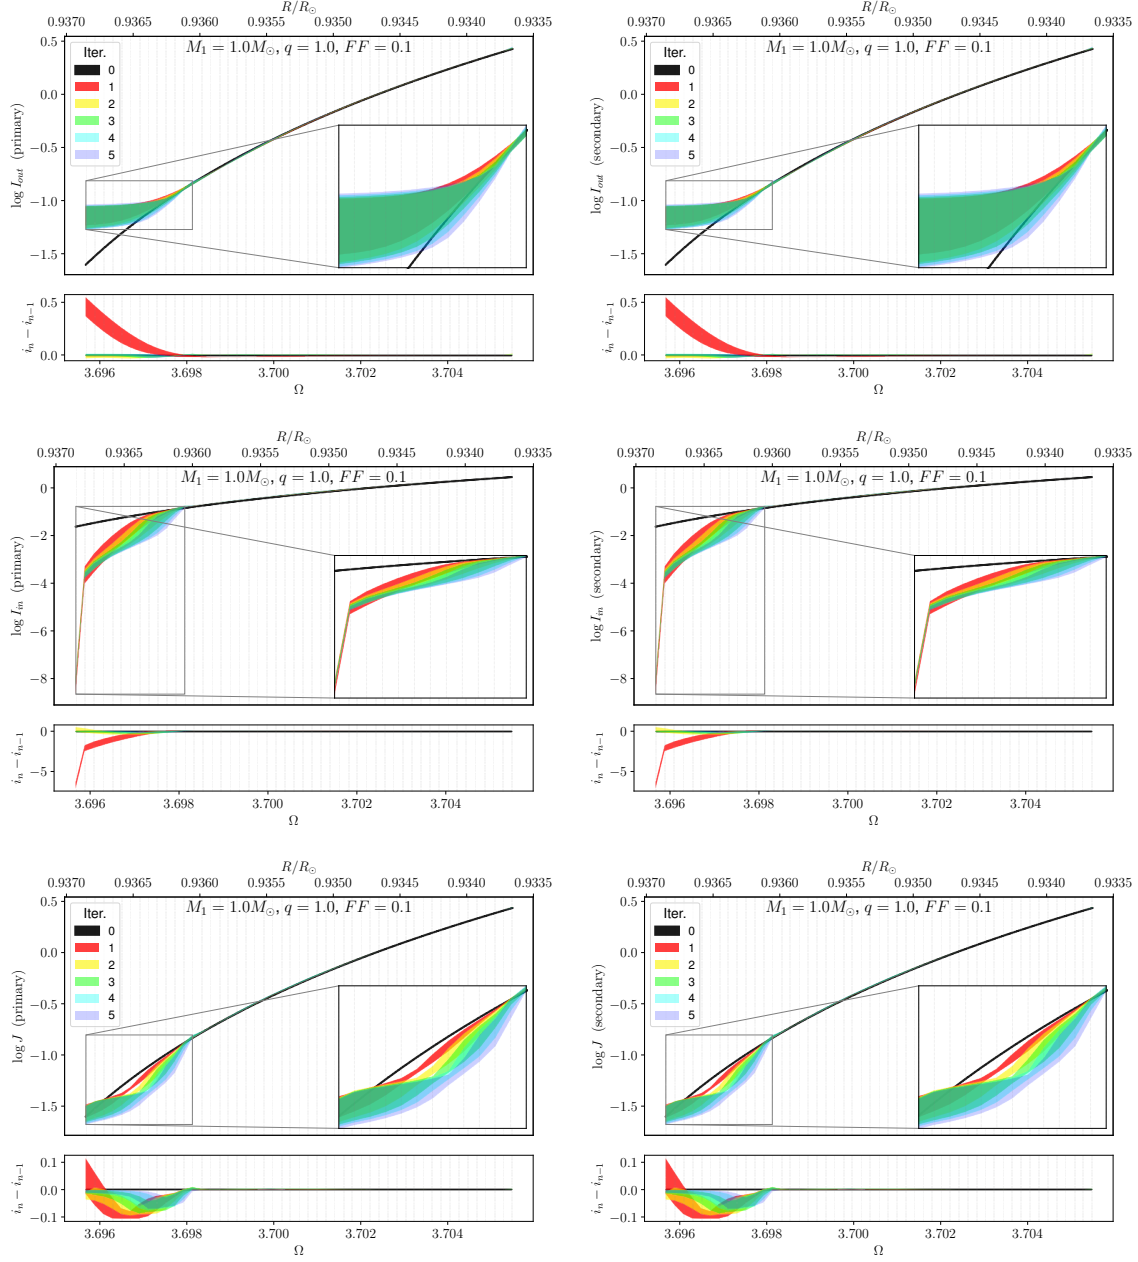 R/R⊙
0.9370 0.9365 0.9360 0.9355 0.9350 0.9345 0.9340 0.9335
M₁ = 1.0M⊙, q = 1.0, FF = 0.1
Iter.
0
1
2
3
4
5
log I_out (primary)
0.5
0.0
−0.5
−1.0
−1.5
i_n − i_{n−1}
0.5
0.0
3.696 3.698 3.700 3.702 3.704
Ω
R/R⊙
0.9370 0.9365 0.9360 0.9355 0.9350 0.9345 0.9340 0.9335
M₁ = 1.0M⊙, q = 1.0, FF = 0.1
Iter.
0
1
2
3
4
5
log I_out (secondary)
0.5
0.0
−0.5
−1.0
−1.5
i_n − i_{n−1}
0.5
0.0
3.696 3.698 3.700 3.702 3.704
Ω
R/R⊙
0.9370 0.9365 0.9360 0.9355 0.9350 0.9345 0.9340 0.9335
M₁ = 1.0M⊙, q = 1.0, FF = 0.1
log I_in (primary)
0
−2
−4
−6
−8
i_n − i_{n−1}
0
−5
3.696 3.698 3.700 3.702 3.704
Ω
R/R⊙
0.9370 0.9365 0.9360 0.9355 0.9350 0.9345 0.9340 0.9335
M₁ = 1.0M⊙, q = 1.0, FF = 0.1
log I_in (secondary)
0
−2
−4
−6
−8
i_n − i_{n−1}
0
−5
3.696 3.698 3.700 3.702 3.704
Ω
R/R⊙
0.9370 0.9365 0.9360 0.9355 0.9350 0.9345 0.9340 0.9335
M₁ = 1.0M⊙, q = 1.0, FF = 0.1
Iter.
0
1
2
3
4
5
log J (primary)
0.5
0.0
−0.5
−1.0
−1.5
i_n − i_{n−1}
0.1
0.0
−0.1
3.696 3.698 3.700 3.702 3.704
Ω
R/R⊙
0.9370 0.9365 0.9360 0.9355 0.9350 0.9345 0.9340 0.9335
M₁ = 1.0M⊙, q = 1.0, FF = 0.1
Iter.
0
1
2
3
4
5
log J (secondary)
0.5
0.0
−0.5
−1.0
−1.5
i_n − i_{n−1}
0.1
0.0
−0.1
3.696 3.698 3.700 3.702 3.704
Ω